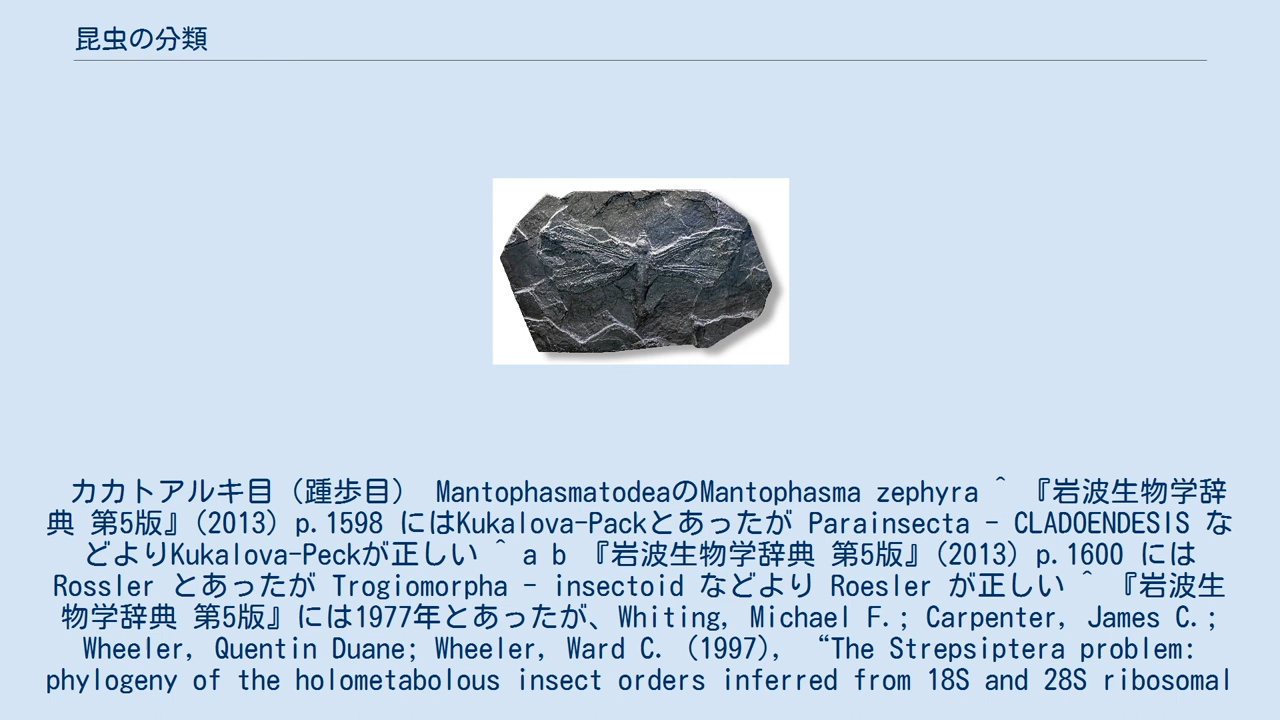 昆虫の分類
カカトアルキ目（踵歩目） MantophasmatodeaのMantophasma zephyra ^ 『岩波生物学辞
典 第5版』(2013) p.1598 にはKukalova-Packとあったが Parainsecta - CLADOENDESIS な
どよりKukalova-Peckが正しい ^ a b 『岩波生物学辞典 第5版』(2013) p.1600 には
Rossler とあったが Trogiomorpha - insectoid などより Roesler が正しい ^ 『岩波生
物学辞典 第5版』には1977年とあったが、Whiting, Michael F.; Carpenter, James C.;
Wheeler, Quentin Duane; Wheeler, Ward C. (1997), “The Strepsiptera problem:
phylogeny of the holometabolous insect orders inferred from 18S and 28S ribosomal